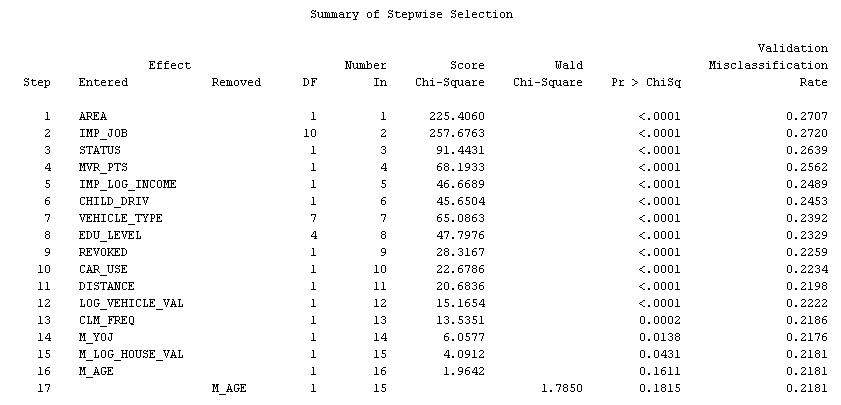 Summary of Stepwise Selection
Validation
Effect Number Score Wald Misclassification
Step Entered Removed DF In Chi-Square Chi-Square Pr > ChiSq Rate
1 AREA 1 1 225.4060 <.0001 0.2707
2 IMP_JOB 10 2 257.6763 <.0001 0.2720
3 STATUS 1 3 91.4431 <.0001 0.2639
4 MVR_PTS 1 4 68.1933 <.0001 0.2562
5 IMP_LOG_INCOME 1 5 46.6689 <.0001 0.2489
6 CHILD_DRIV 1 6 45.6504 <.0001 0.2453
7 VEHICLE_TYPE 7 7 65.0863 <.0001 0.2392
8 EDU_LEVEL 4 8 47.7976 <.0001 0.2329
9 REVOKED 1 9 28.3167 <.0001 0.2259
10 CAR_USE 1 10 22.6786 <.0001 0.2234
11 DISTANCE 1 11 20.6836 <.0001 0.2198
12 LOG_VEHICLE_VAL 1 12 15.1654 <.0001 0.2222
13 CLM_FREQ 1 13 13.5351 0.0002 0.2186
14 M_YOJ 1 14 6.0577 0.0138 0.2176
15 M_LOG_HOUSE_VAL 1 15 4.0912 0.0431 0.2181
16 M_AGE 1 16 1.9642 0.1611 0.2181
17 M_AGE 1 15 1.7850 0.1815 0.2181